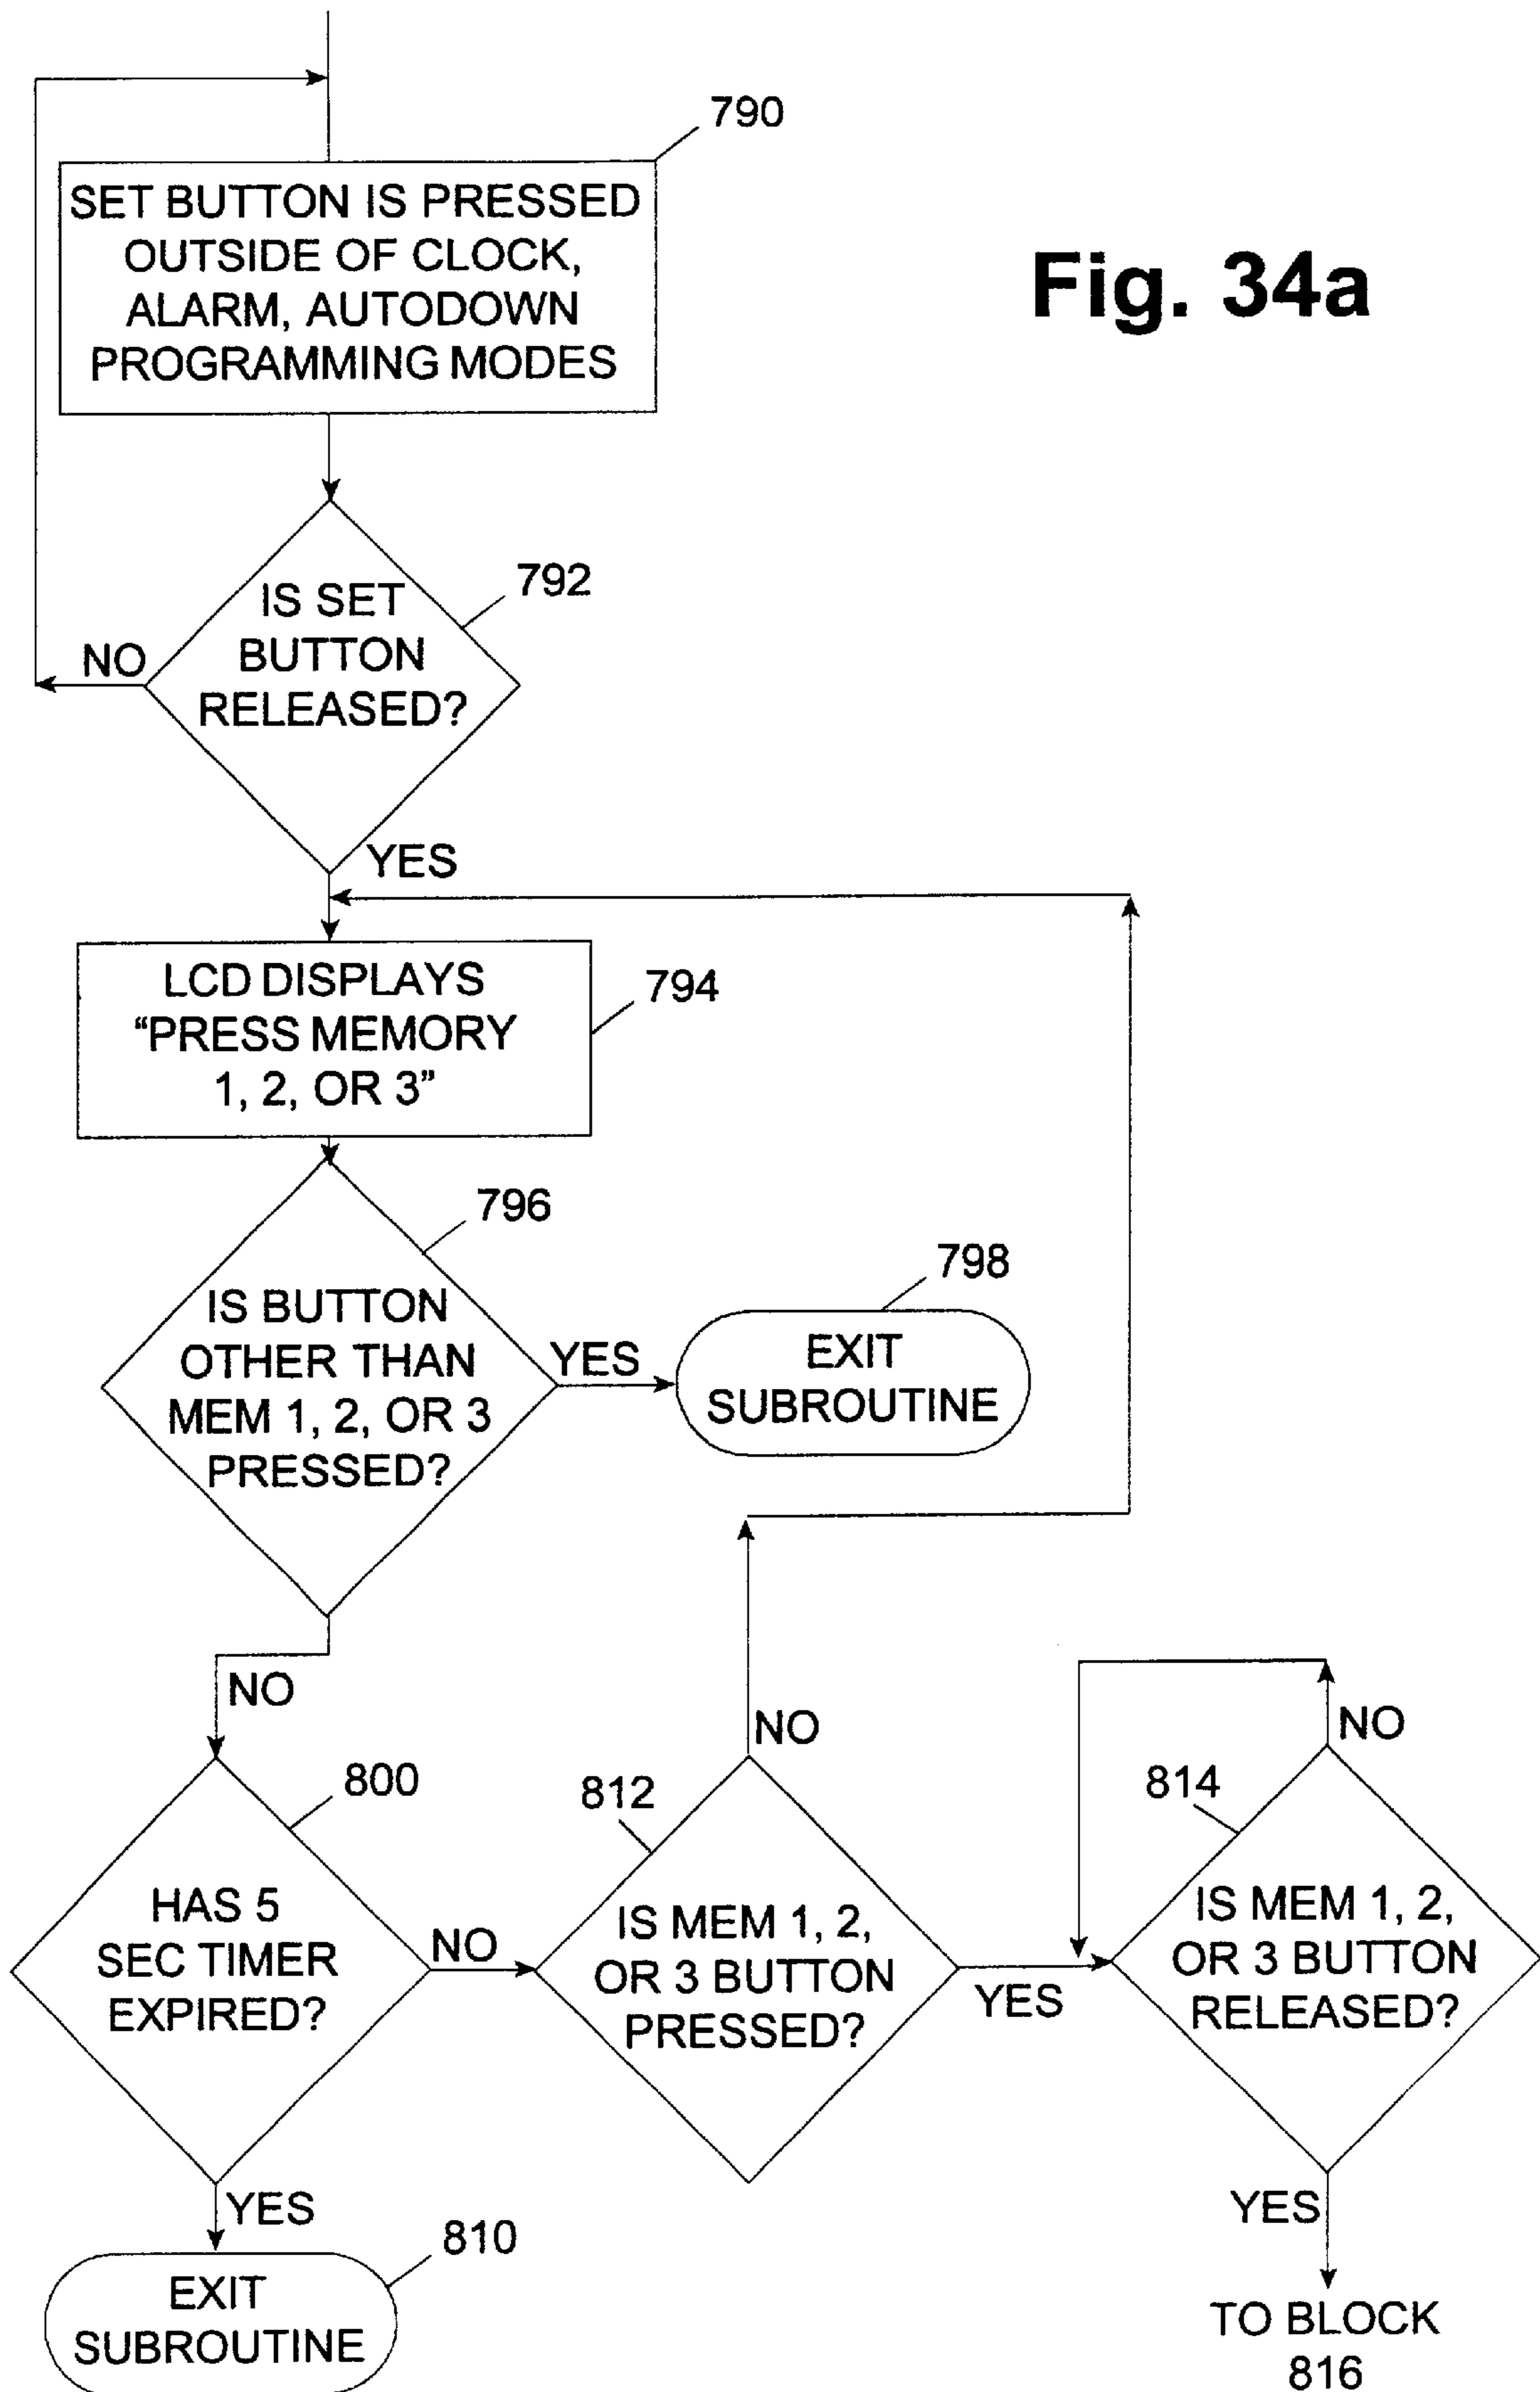 790
SET BUTTON IS PRESSED
OUTSIDE OF CLOCK,
ALARM, AUTODOWN
PROGRAMMING MODES
Fig. 34a
792
IS SET
BUTTON
RELEASED?
NO
YES
794
LCD DISPLAYS
“PRESS MEMORY
1, 2, OR 3”
796
IS BUTTON
OTHER THAN
MEM 1, 2, OR 3
PRESSED?
YES
798
EXIT
SUBROUTINE
NO
800
HAS 5
SEC TIMER
EXPIRED?
NO
812
IS MEM 1, 2,
OR 3 BUTTON
PRESSED?
NO
YES
814
IS MEM 1, 2,
OR 3 BUTTON
RELEASED?
NO
YES
TO BLOCK
816
YES
810
EXIT
SUBROUTINE